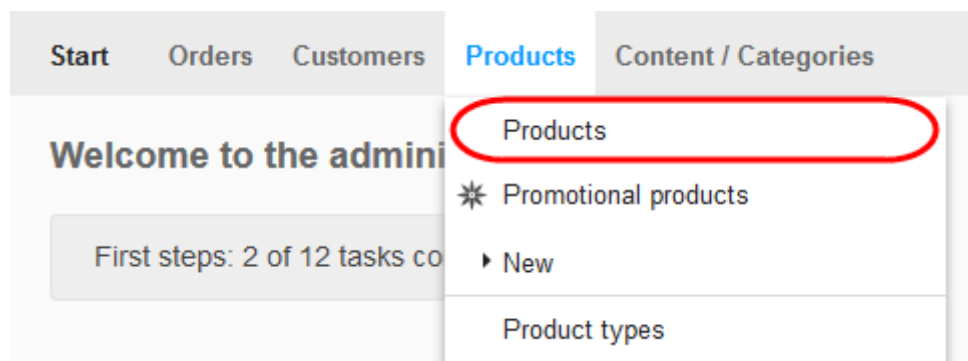 Start Orders Customers Products Content / Categories
Products
Welcome to the admini
Promotional products
First steps: 2 of 12 tasks co
New
Product types